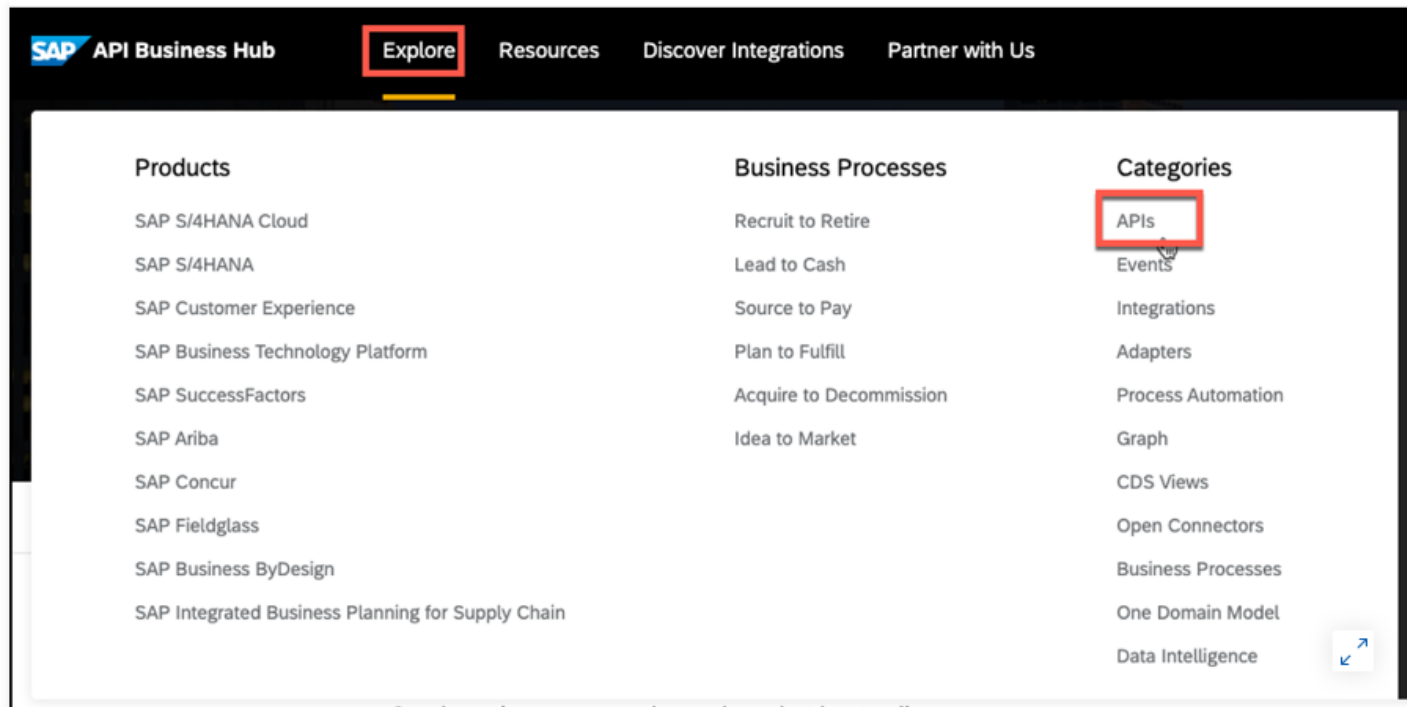 SAP API Business Hub
Explore
Resources
Discover Integrations
Partner with Us
Products
SAP S/4HANA Cloud
SAP S/4HANA
SAP Customer Experience
SAP Business Technology Platform
SAP SuccessFactors
SAP Ariba
SAP Concur
SAP Fieldglass
SAP Business ByDesign
SAP Integrated Business Planning for Supply Chain
Business Processes
Recruit to Retire
Lead to Cash
Source to Pay
Plan to Fulfill
Acquire to Decommission
Idea to Market
Categories
APIs
Events
Integrations
Adapters
Process Automation
Graph
CDS Views
Open Connectors
Business Processes
One Domain Model
Data Intelligence